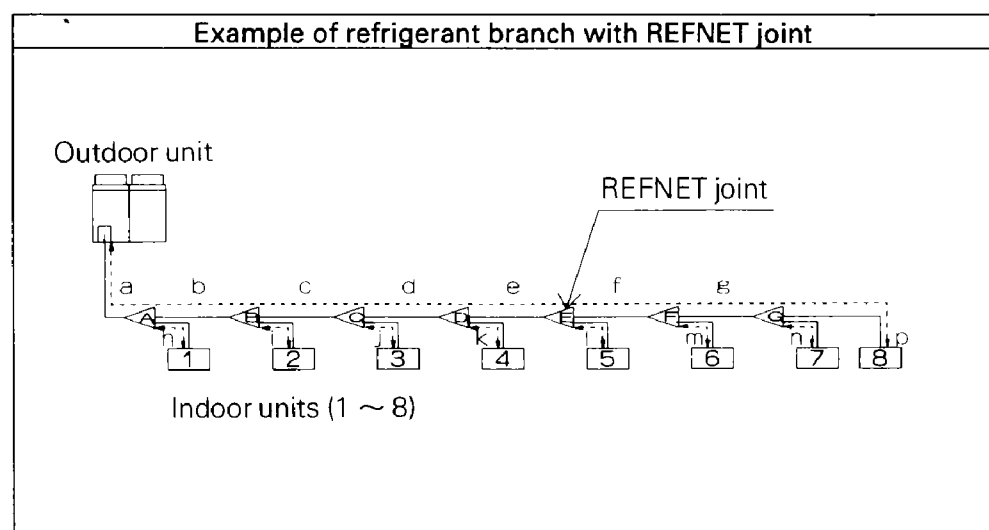 Example of refrigerant branch with REFNET joint
Outdoor unit
REFNET joint
a b c d e f g
A B C D E F G
h i j k l m n p
1 2 3 4 5 6 7 8
Indoor units (1 ~ 8)